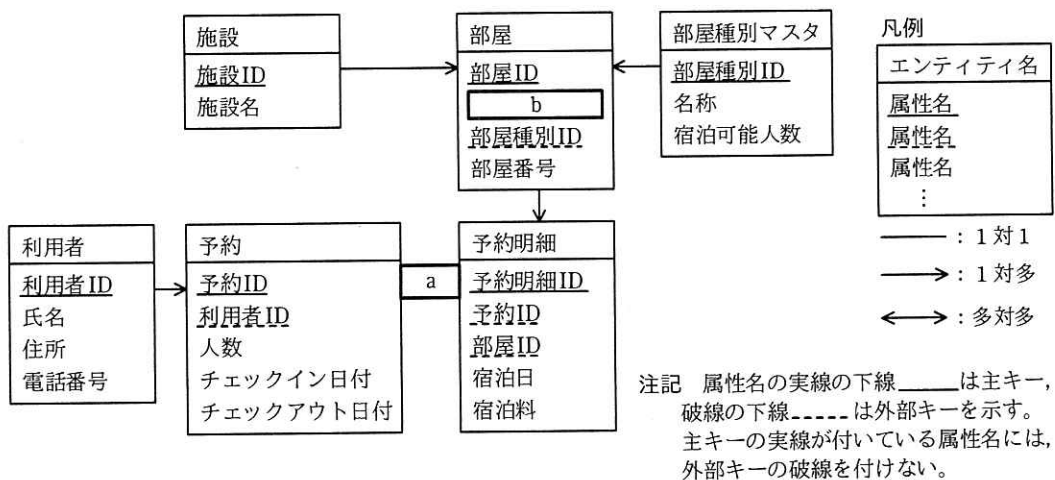 施設
施設ID
施設名
部屋
部屋ID
b
部屋種別ID
部屋番号
部屋種別マスタ
部屋種別ID
名称
宿泊可能人数
凡例
エンティティ名
属性名
属性名
属性名
⋮
利用者
利用者ID
氏名
住所
電話番号
予約
予約ID
利用者ID
人数
チェックイン日付
チェックアウト日付
a
予約明細
予約明細ID
予約ID
部屋ID
宿泊日
宿泊料
：1対1
：1対多
：多対多
注記　属性名の実線の下線_____は主キー，
破線の下線-----は外部キーを示す。
主キーの実線が付いている属性名には，
外部キーの破線を付けない。